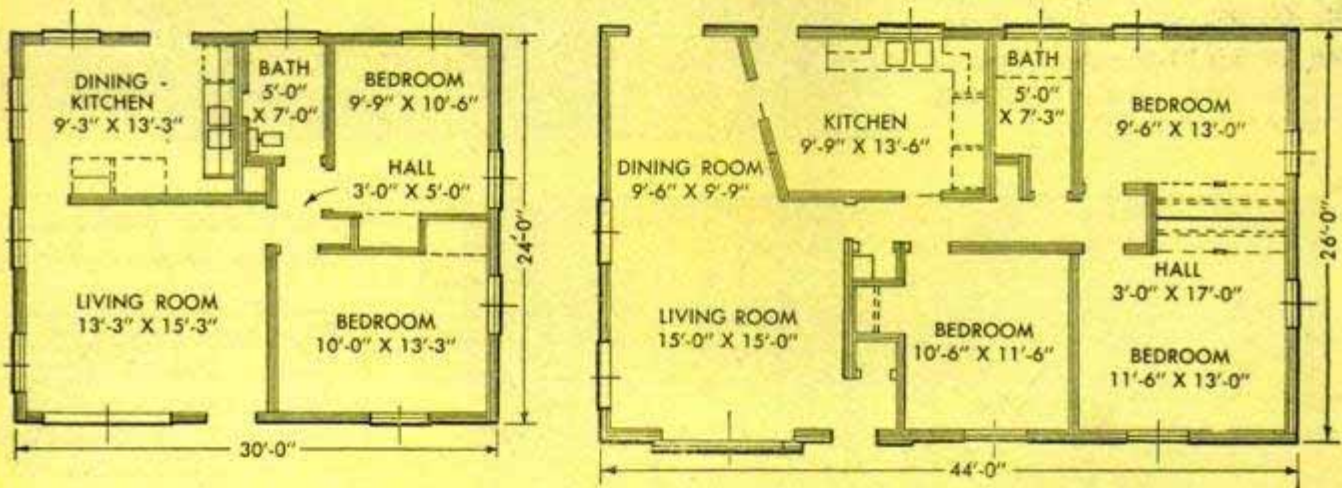 DINING -
KITCHEN
9'-3" X 13'-3"
BATH
5'-0"
X 7'-0"
BEDROOM
9'-9" X 10'-6"
HALL
3'-0" X 5'-0"
LIVING ROOM
13'-3" X 15'-3"
BEDROOM
10'-0" X 13'-3"
24'-0"
30'-0"
DINING ROOM
9'-6" X 9'-9"
KITCHEN
9'-9" X 13'-6"
BATH
5'-0"
X 7'-3"
BEDROOM
9'-6" X 13'-0"
LIVING ROOM
15'-0" X 15'-0"
BEDROOM
10'-6" X 11'-6"
HALL
3'-0" X 17'-0"
BEDROOM
11'-6" X 13'-0"
26'-0"
44'-0"